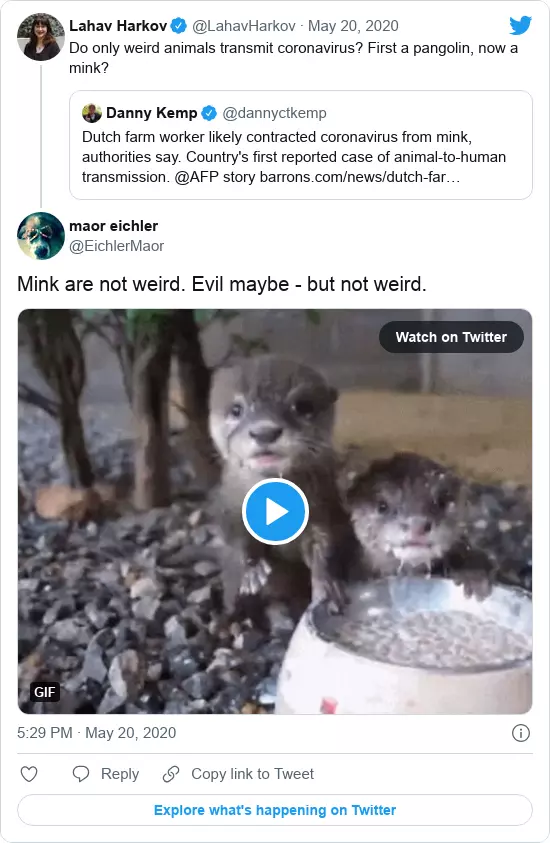 Lahav Harkov @LahavHarkov · May 20, 2020
Do only weird animals transmit coronavirus? First a pangolin, now a
mink?
Danny Kemp @dannyctkemp
Dutch farm worker likely contracted coronavirus from mink,
authorities say. Country's first reported case of animal-to-human
transmission. @AFP story barrons.com/news/dutch-far…
maor eichler
@EichlerMaor
Mink are not weird. Evil maybe - but not weird.
Watch on Twitter
GIF
5:29 PM · May 20, 2020
Reply Copy link to Tweet
Explore what's happening on Twitter